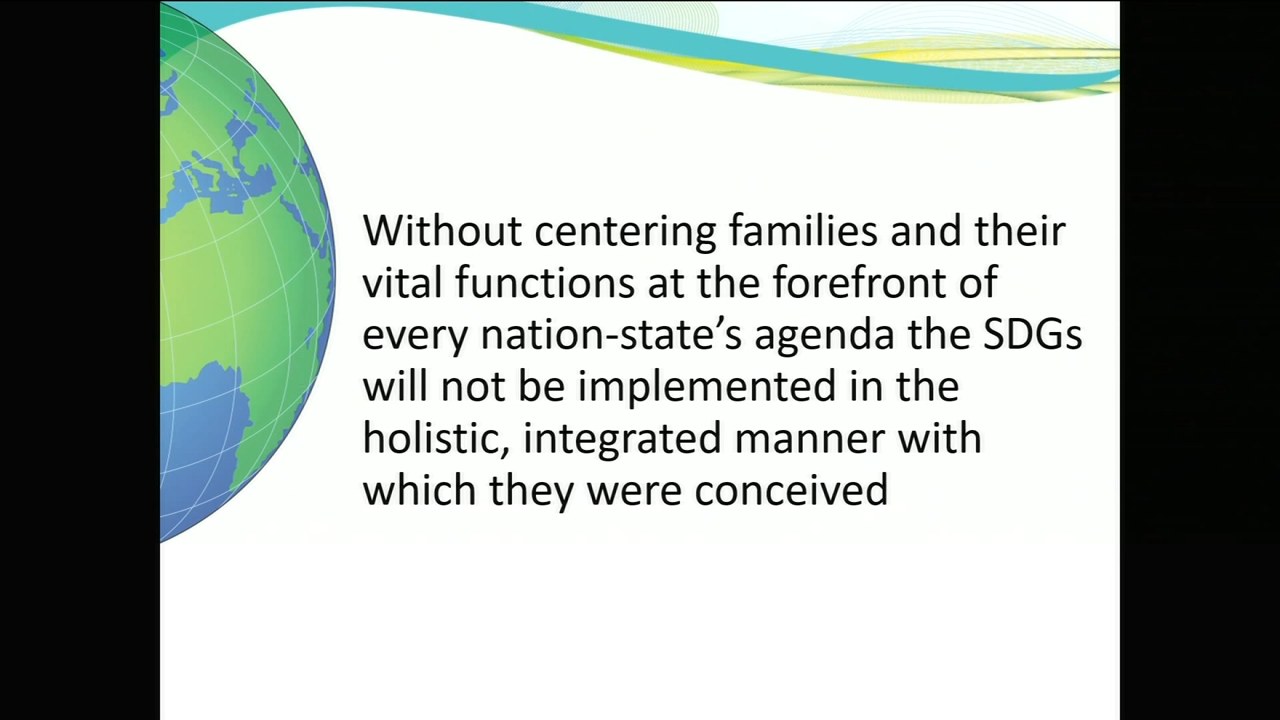 Without centering families and their
vital functions at the forefront of
every nation-state’s agenda the SDGs
will not be implemented in the
holistic, integrated manner with
which they were conceived